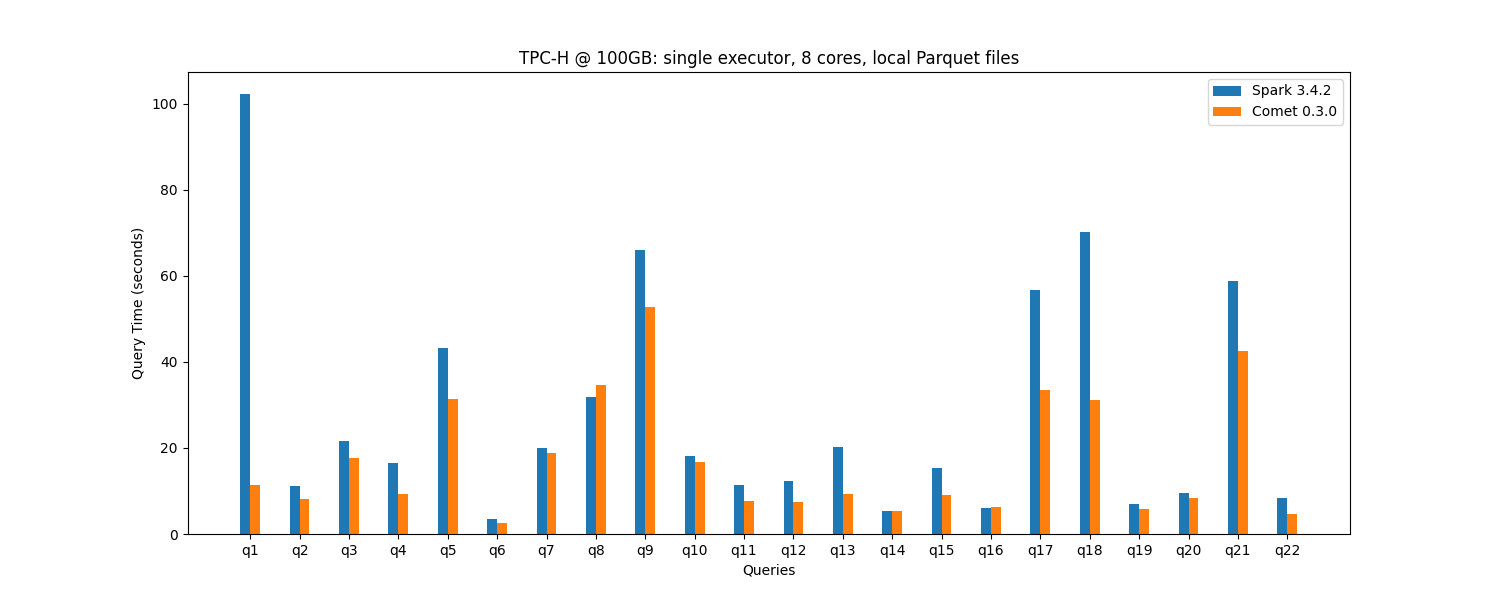 TPC-H @ 100GB: single executor, 8 cores, local Parquet files
Spark 3.4.2
Comet 0.3.0
Query Time (seconds)
100
80
60
40
20
0
q1 q2 q3 q4 q5 q6 q7 q8 q9 q10 q11 q12 q13 q14 q15 q16 q17 q18 q19 q20 q21 q22
Queries